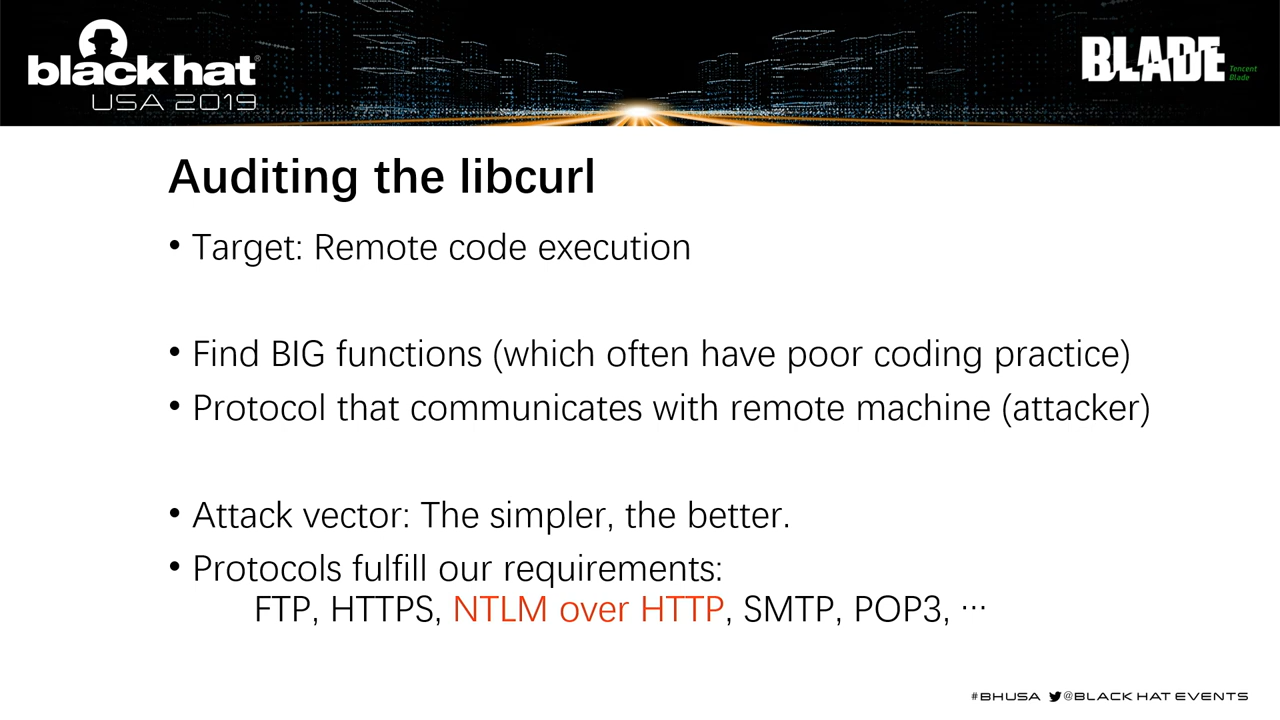 black hat®
USA 2019
BLADE
Tencent
Blade
Auditing the libcurl
• Target: Remote code execution
• Find BIG functions (which often have poor coding practice)
• Protocol that communicates with remote machine (attacker)
• Attack vector: The simpler, the better.
• Protocols fulfill our requirements:
FTP, HTTPS, NTLM over HTTP, SMTP, POP3, ···
#BHUSA @BLACK HAT EVENTS